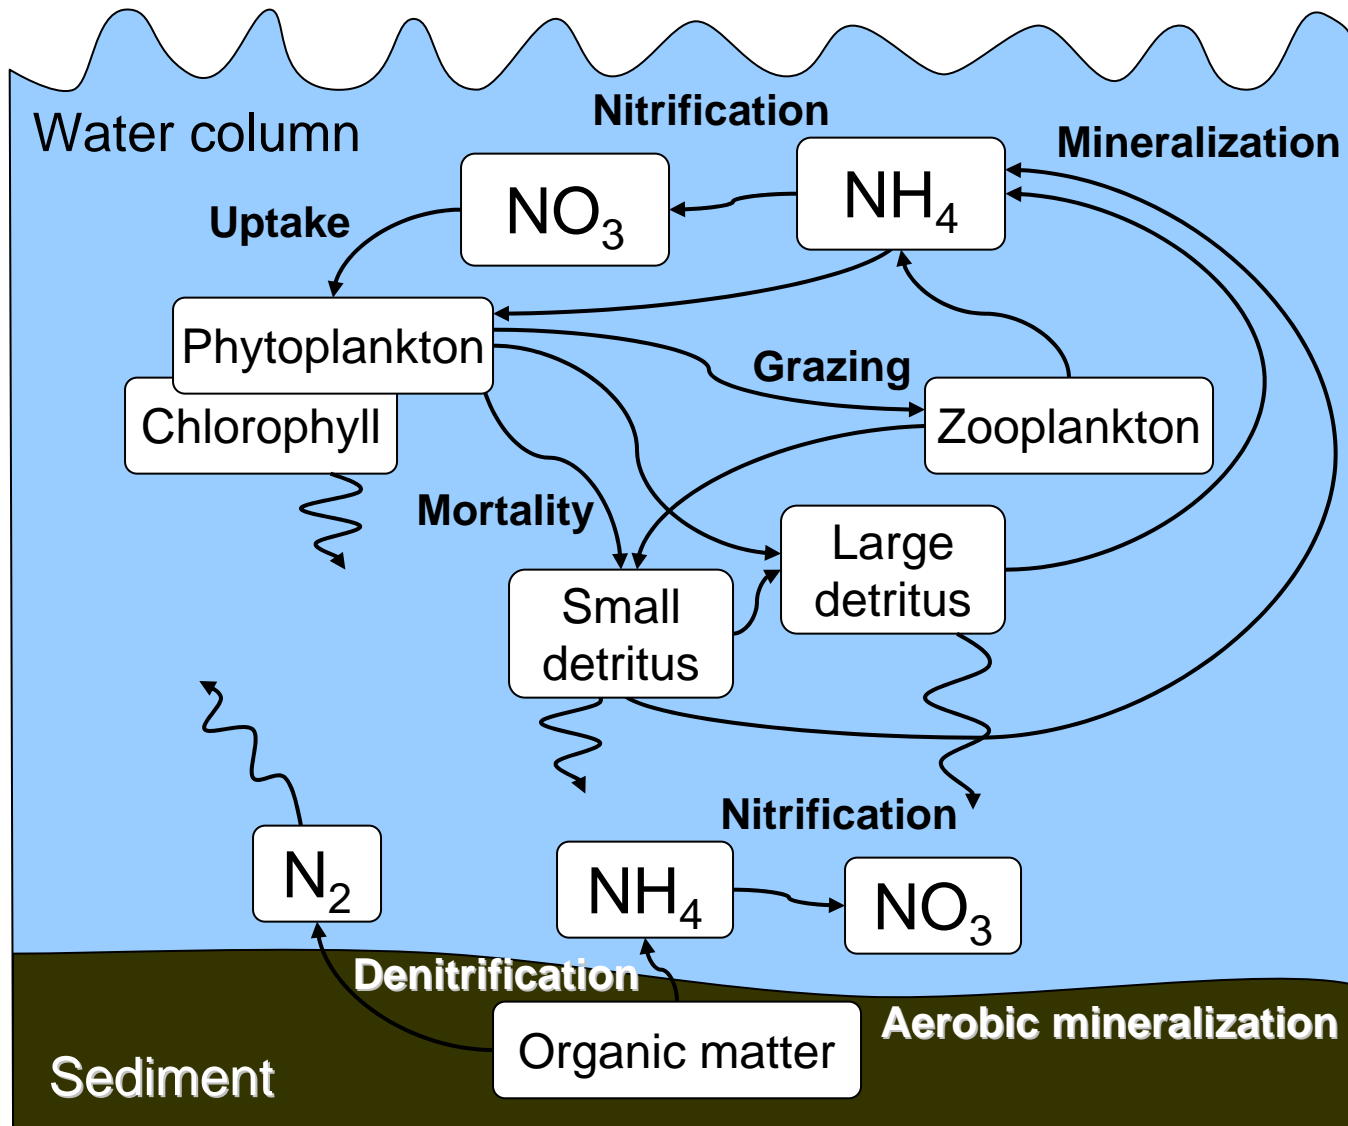 Nitrification
Water column
Mineralization
NO₃
NH₄
Uptake
Phytoplankton
Grazing
Chlorophyll
Zooplankton
Mortality
Large
detritus
Small
detritus
Nitrification
N₂
NH₄
NO₃
Denitrification
Aerobic mineralization
Organic matter
Sediment